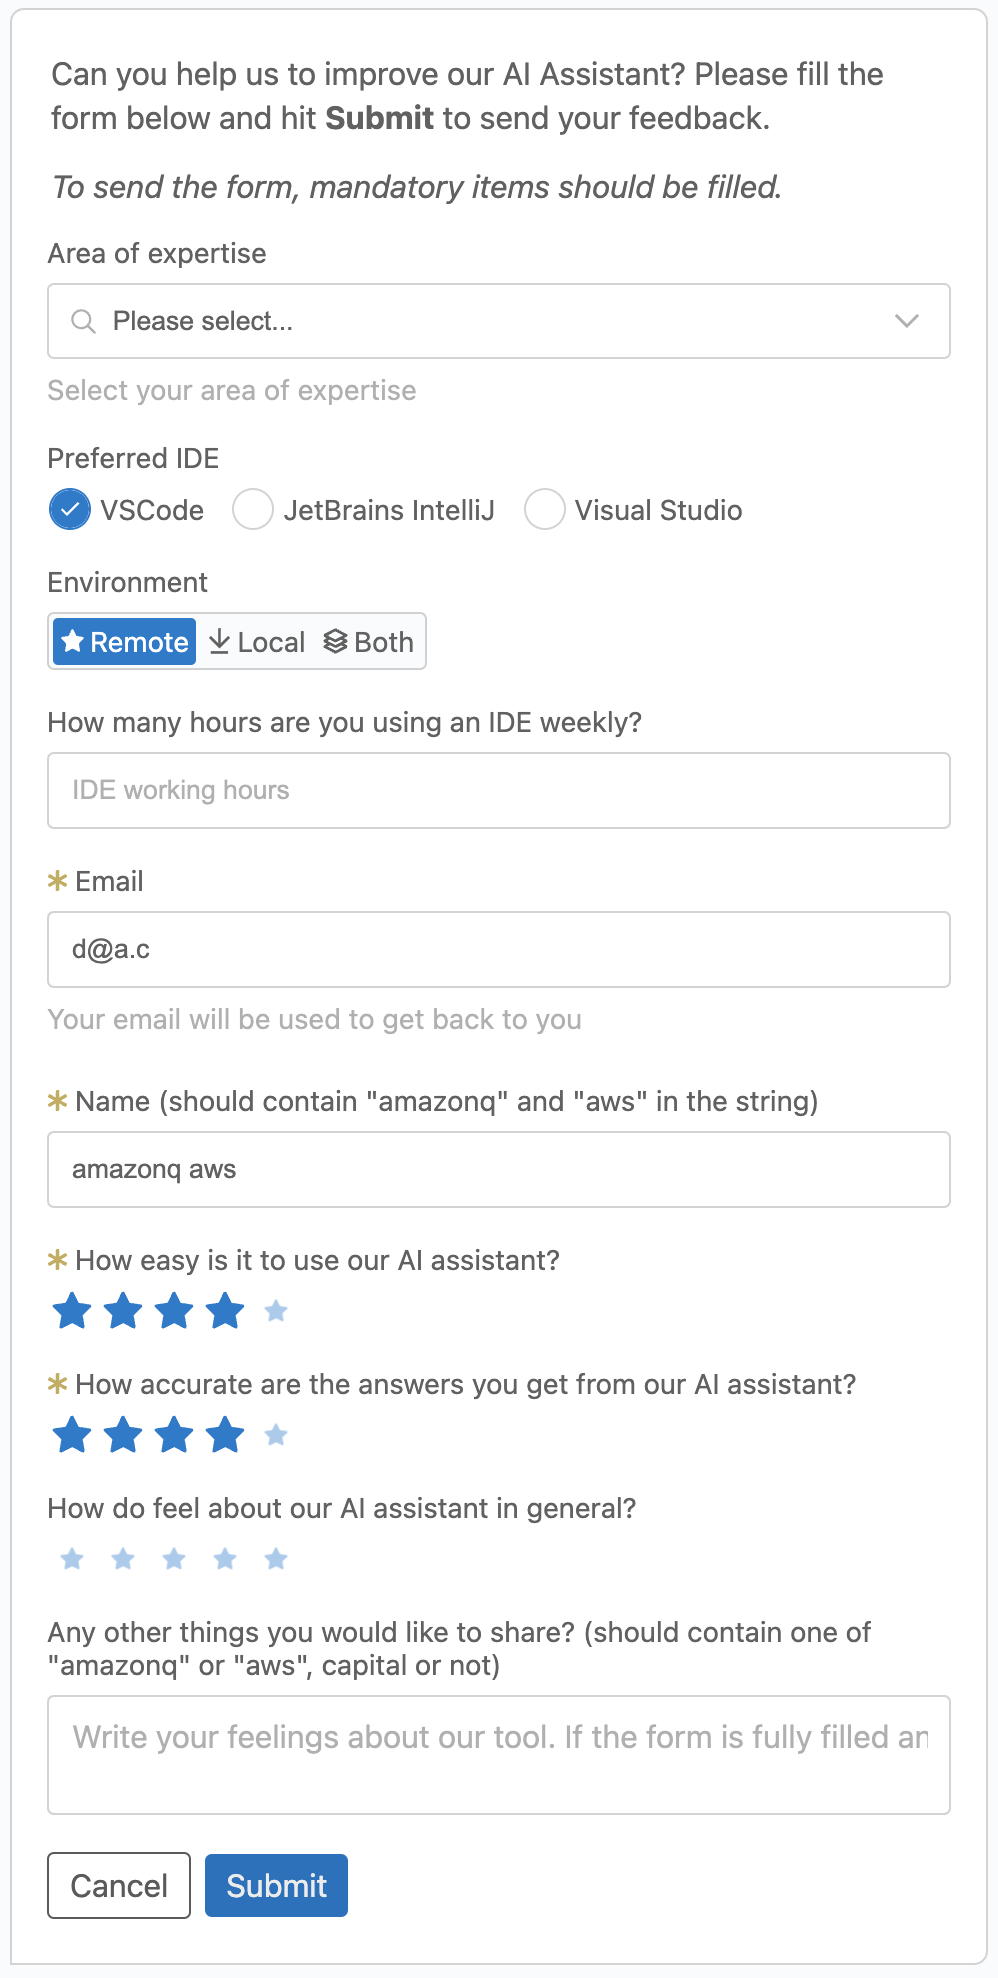 Can you help us to improve our AI Assistant? Please fill the
form below and hit Submit to send your feedback.
To send the form, mandatory items should be filled.
Area of expertise
Please select...
Select your area of expertise
Preferred IDE
VSCode JetBrains IntelliJ Visual Studio
Environment
Remote Local Both
How many hours are you using an IDE weekly?
IDE working hours
* Email
d@a.c
Your email will be used to get back to you
* Name (should contain "amazonq" and "aws" in the string)
amazonq aws
* How easy is it to use our AI assistant?
* How accurate are the answers you get from our AI assistant?
How do feel about our AI assistant in general?
Any other things you would like to share? (should contain one of
"amazonq" or "aws", capital or not)
Write your feelings about our tool. If the form is fully filled an
Cancel Submit